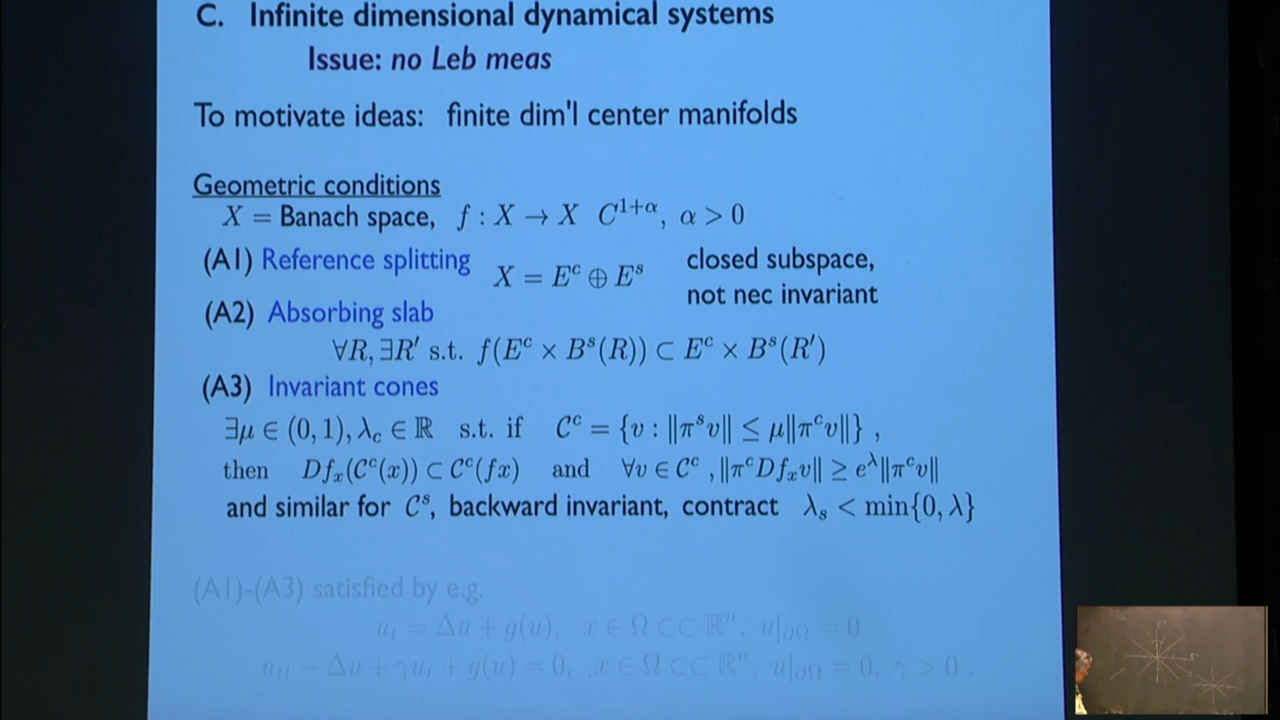 C. Infinite dimensional dynamical systems
Issue: no Leb meas
To motivate ideas: finite dim'l center manifolds
Geometric conditions
X = Banach space, f : X → X C^{1+α}, α > 0
(A1) Reference splitting X = E^c ⊕ E^s closed subspace,
not nec invariant
(A2) Absorbing slab
∀R, ∃R′ s.t. f(E^c × B^s(R)) ⊂ E^c × B^s(R′)
(A3) Invariant cones
∃μ ∈ (0, 1), λ_c ∈ ℝ s.t. if 𝒞^c = {v : ‖π^s v‖ ≤ μ‖π^c v‖} ,
then Df_x(𝒞^c(x)) ⊂ 𝒞^c(fx) and ∀v ∈ 𝒞^c , ‖π^c Df_x v‖ ≥ e^λ‖π^c v‖
and similar for 𝒞^s, backward invariant, contract λ_s < min{0, λ}
(A1)-(A3) satisfied by e.g.
u_t = Δu + g(u), x ∈ Ω ⊂⊂ ℝ^n, u|_{∂Ω} = 0
u_{tt} − Δu + γu_t + g(u) = 0, x ∈ Ω ⊂⊂ ℝ^n, u|_{∂Ω} = 0, γ > 0 .